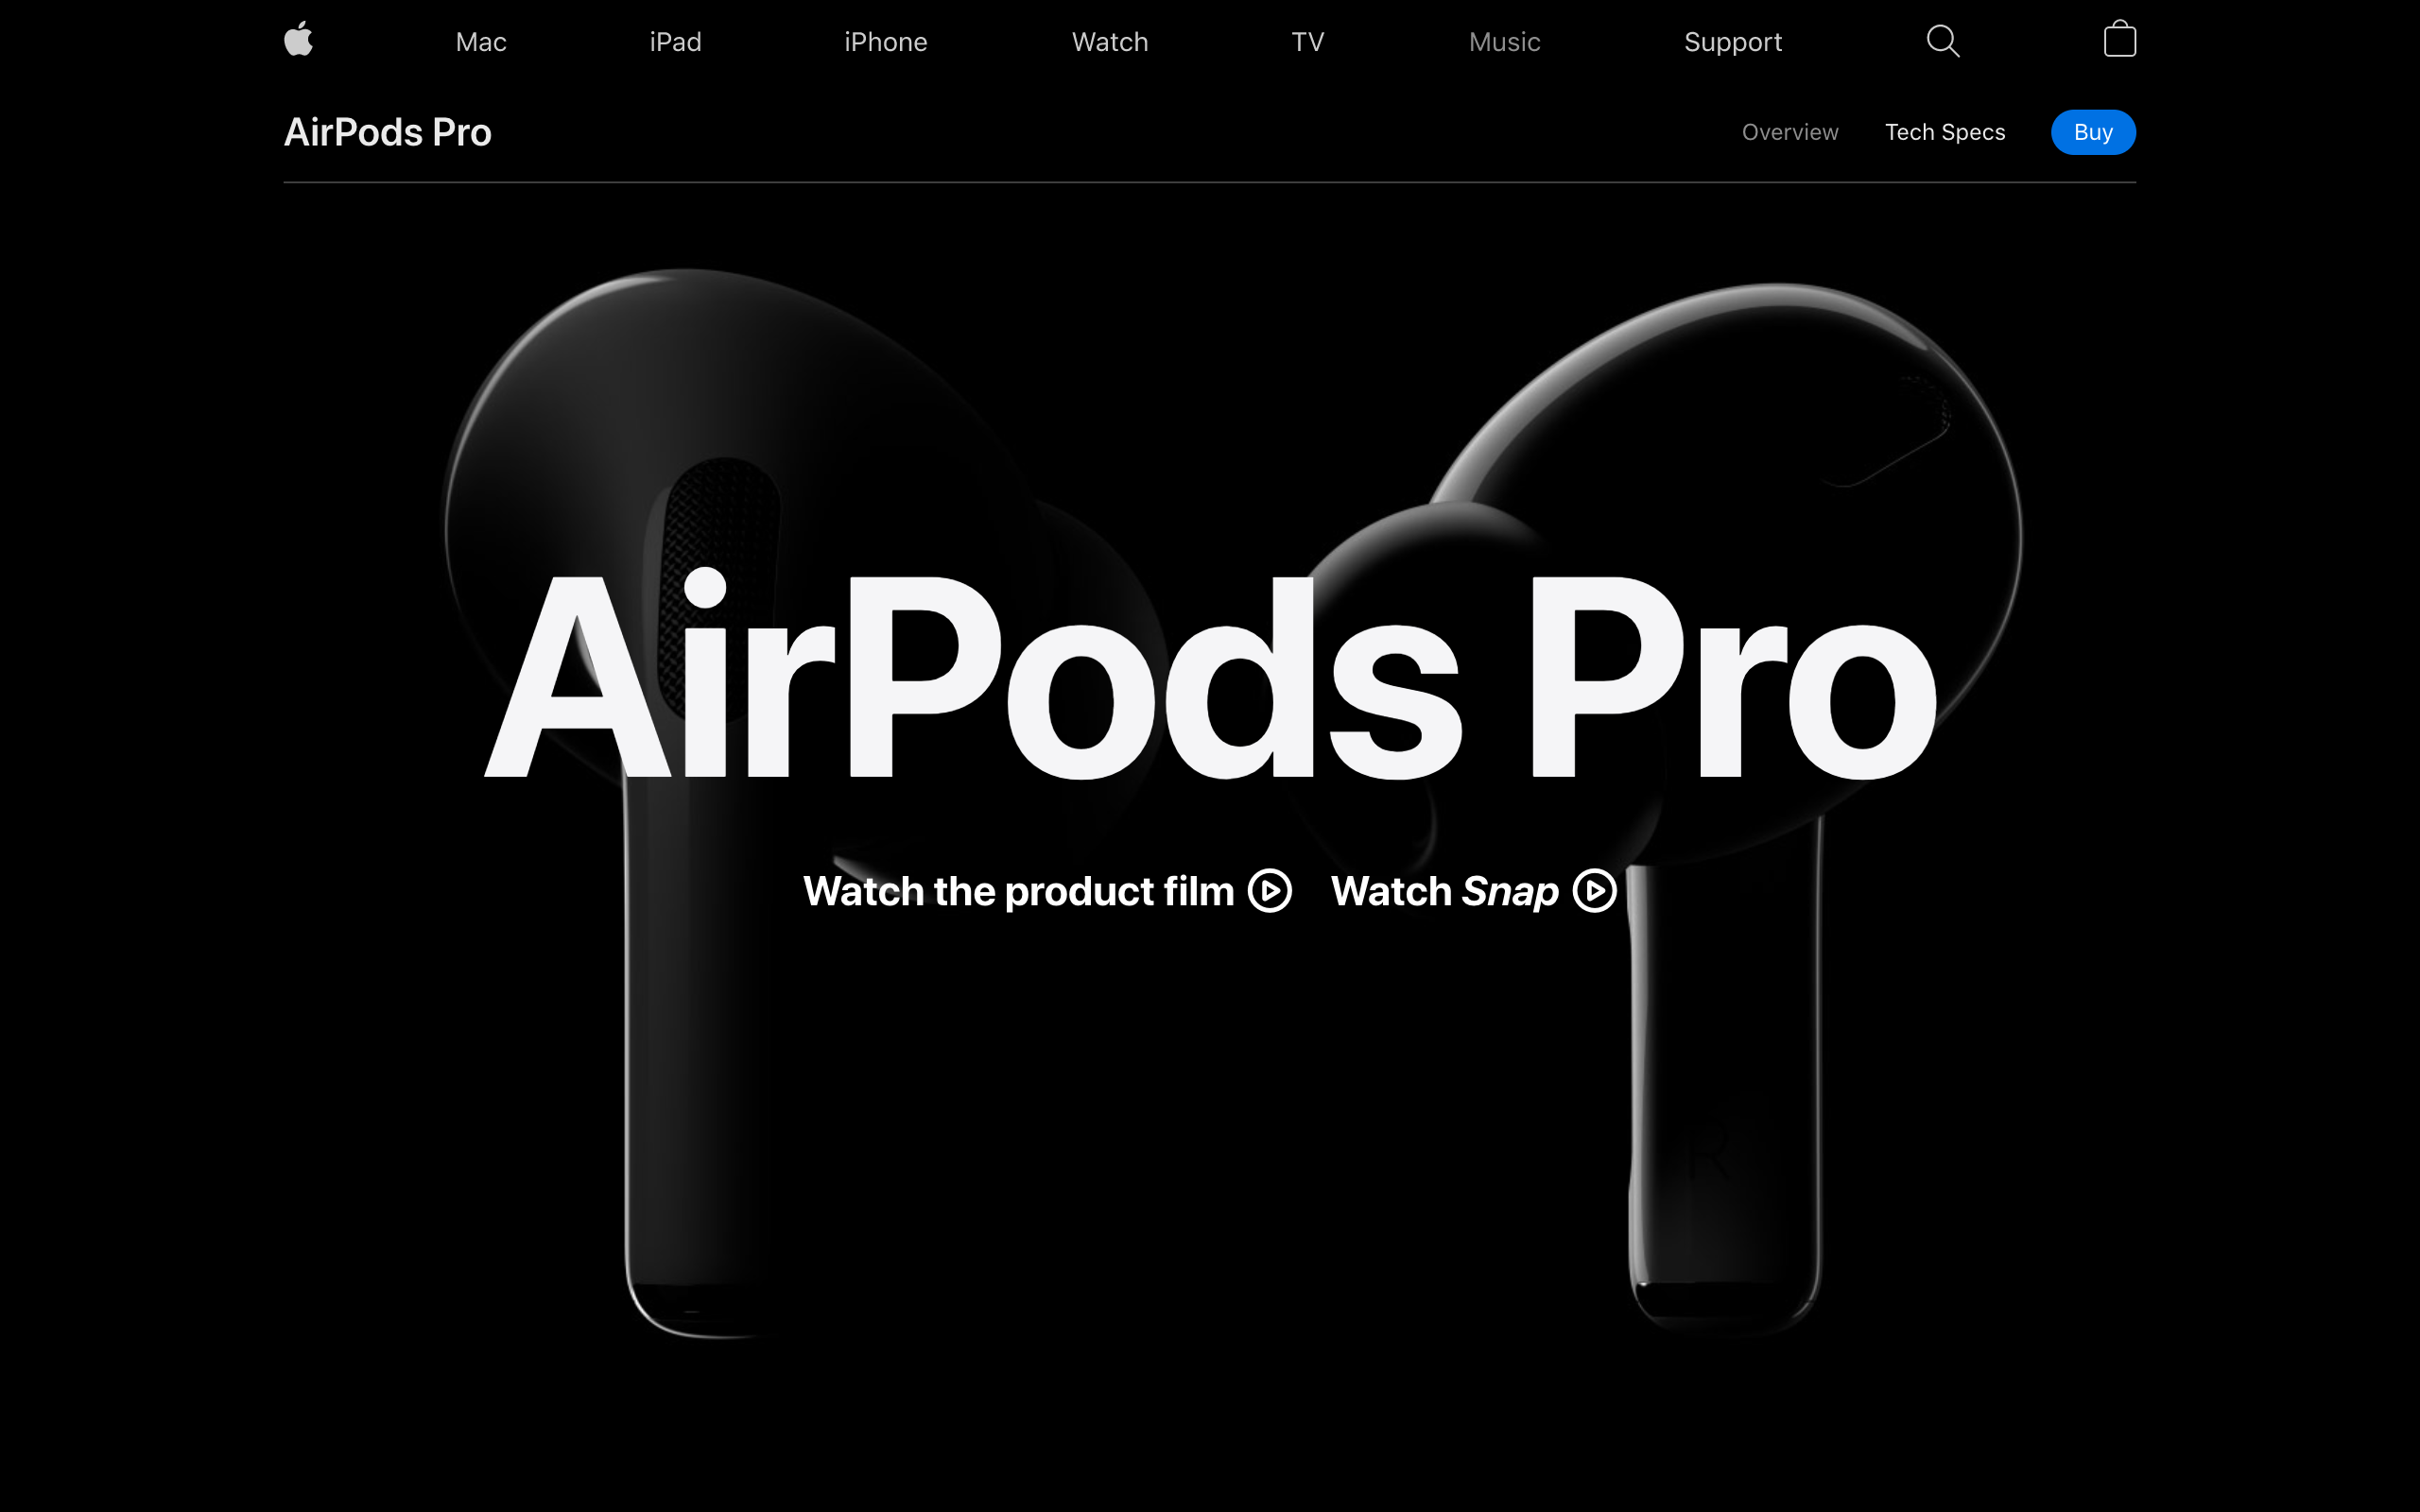 Mac iPad iPhone Watch TV Music Support
AirPods Pro Overview Tech Specs Buy
AirPods Pro
Watch the product film Watch Snap
R